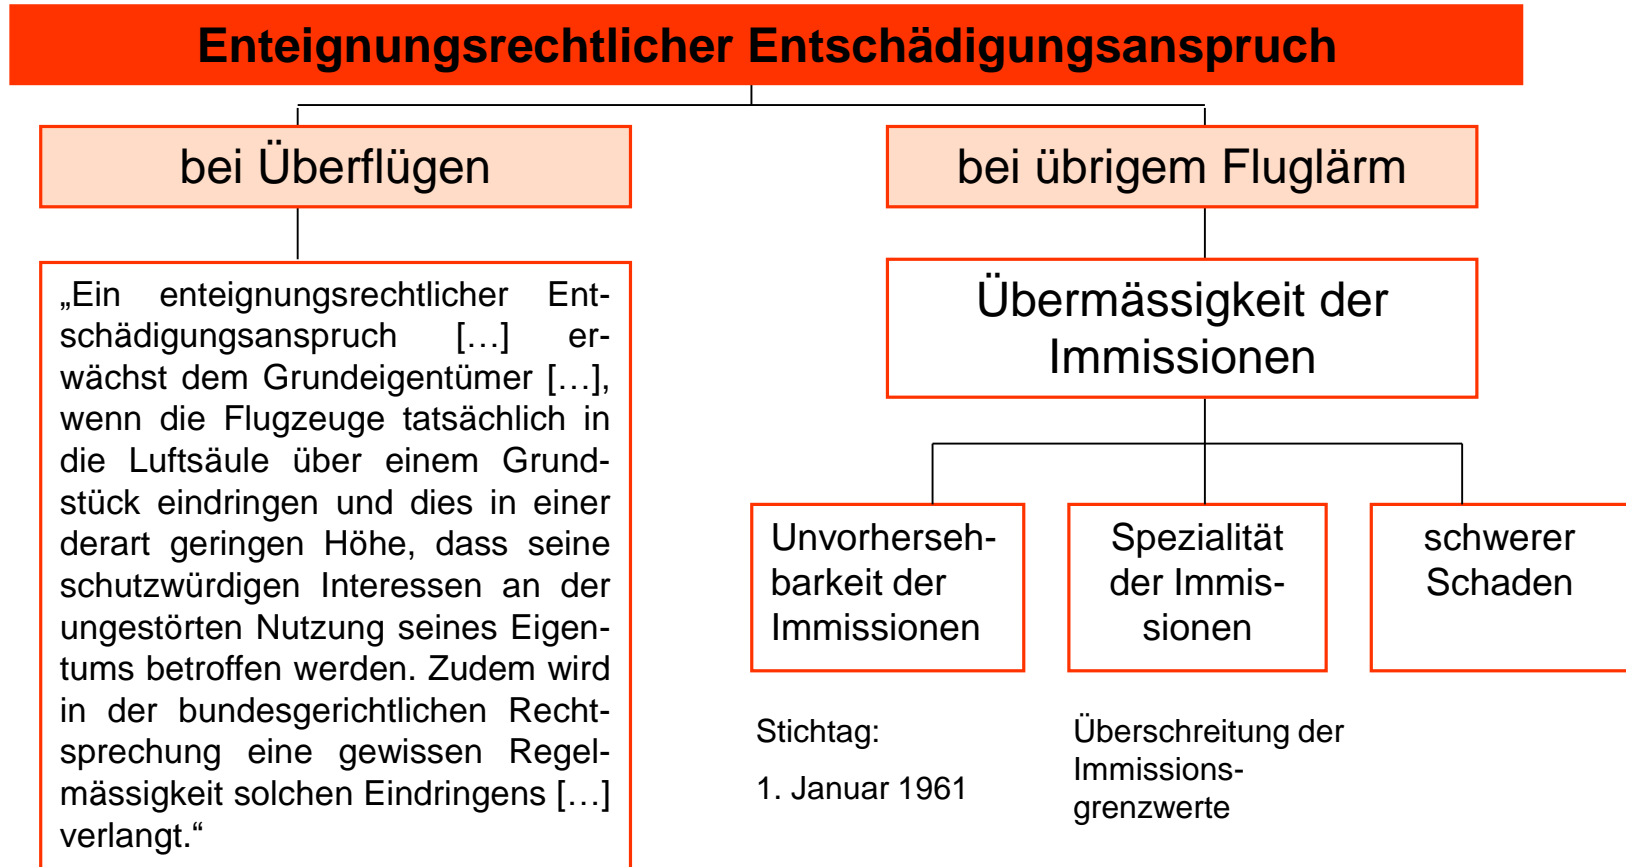 Enteignungsrechtlicher Entschädigungsanspruch
bei Überflügen
„Ein enteignungsrechtlicher Ent-
schädigungsanspruch […] er-
wächst dem Grundeigentümer […],
wenn die Flugzeuge tatsächlich in
die Luftsäule über einem Grund-
stück eindringen und dies in einer
derart geringen Höhe, dass seine
schutzwürdigen Interessen an der
ungestörten Nutzung seines Eigen-
tums betroffen werden. Zudem wird
in der bundesgerichtlichen Recht-
sprechung eine gewissen Regel-
mässigkeit solchen Eindringens […]
verlangt.“
bei übrigem Fluglärm
Übermässigkeit der
Immissionen
Unvorherseh-
barkeit der
Immissionen
Stichtag:
1. Januar 1961
Spezialität
der Immis-
sionen
Überschreitung der
Immissions-
grenzwerte
schwerer
Schaden